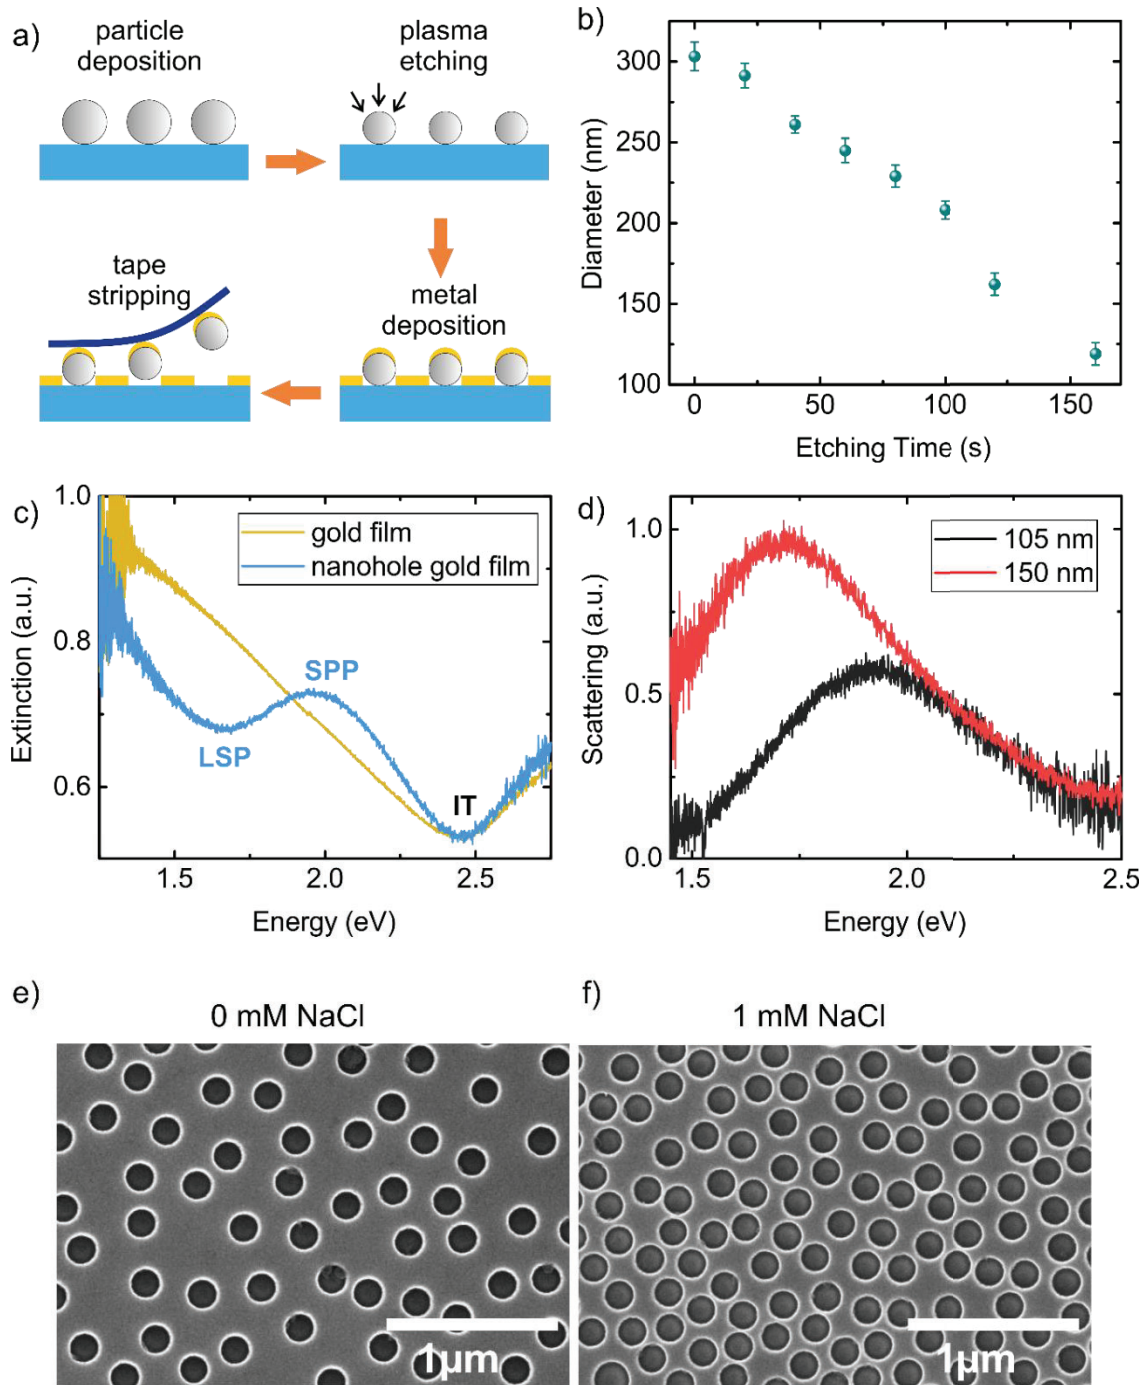 a)
particle
deposition
plasma
etching
tape
stripping
metal
deposition
b)
Diameter (nm)
300
250
200
150
100
0
50
100
150
Etching Time (s)
c)
Extinction (a.u.)
1.0
0.8
0.6
gold film
nanohole gold film
SPP
LSP
IT
1.5
2.0
2.5
Energy (eV)
d)
Scattering (a.u.)
1.0
0.5
0.0
105 nm
150 nm
1.5
2.0
2.5
Energy (eV)
e)
0 mM NaCl
1μm
f)
1 mM NaCl
1μm